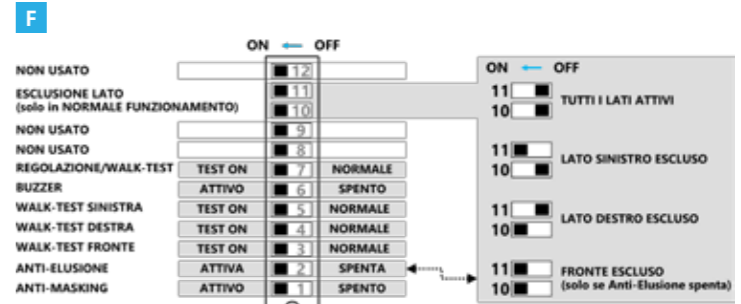 F
ON OFF
NON USATO 12
ESCLUSIONE LATO 11
(solo in NORMALE FUNZIONAMENTO) 10
NON USATO 9
NON USATO 8
REGOLAZIONE/WALK-TEST TEST ON 7 NORMALE
BUZZER ATTIVO 6 SPENTO
WALK-TEST SINISTRA TEST ON 5 NORMALE
WALK-TEST DESTRA TEST ON 4 NORMALE
WALK-TEST FRONTE TEST ON 3 NORMALE
ANTI-ELUSIONE ATTIVA 2 SPENTA
ANTI-MASKING ATTIVO 1 SPENTO
ON OFF
11
10
TUTTI I LATI ATTIVI
11
10
LATO SINISTRO ESCLUSO
11
10
LATO DESTRO ESCLUSO
11
10
FRONTE ESCLUSO
(solo se Anti-Elusione spenta)